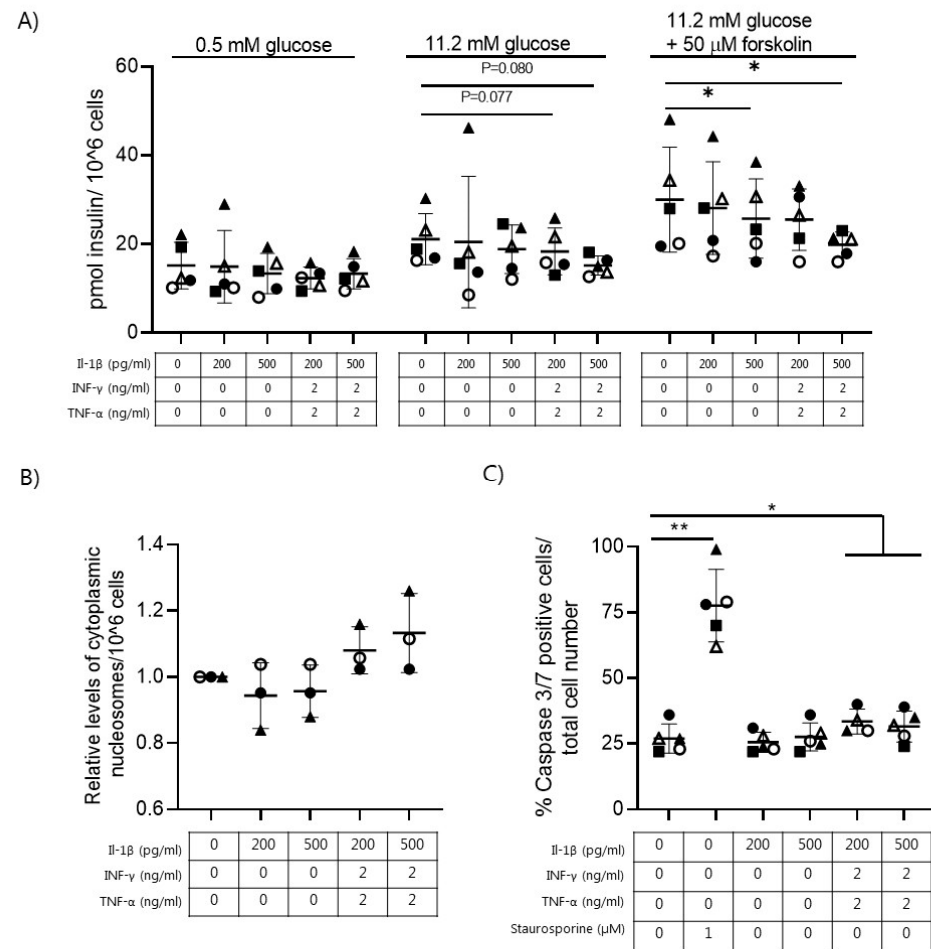 A)
0.5 mM glucose
11.2 mM glucose
11.2 mM glucose
+ 50 μM forskolin
P=0.080
P=0.077
*
*
pmol insulin/ 10^6 cells
60
40
20
0
Il-1β (pg/ml) 0 200 500 200 500 0 200 500 200 500 0 200 500 200 500
INF-γ (ng/ml) 0 0 0 2 2 0 0 0 2 2 0 0 0 2 2
TNF-α (ng/ml) 0 0 0 2 2 0 0 0 2 2 0 0 0 2 2
B)
Relative levels of cytoplasmic
nucleosomes/10^6 cells
1.4
1.2
1.0
0.8
0.6
Il-1β (pg/ml) 0 200 500 200 500
INF-γ (ng/ml) 0 0 0 2 2
TNF-α (ng/ml) 0 0 0 2 2
C)
*
**
% Caspase 3/7 positive cells/
total cell number
100
75
50
25
0
Il-1β (pg/ml) 0 0 200 500 200 500
INF-γ (ng/ml) 0 0 0 0 2 2
TNF-α (ng/ml) 0 0 0 0 2 2
Staurosporine (μM) 0 1 0 0 0 0